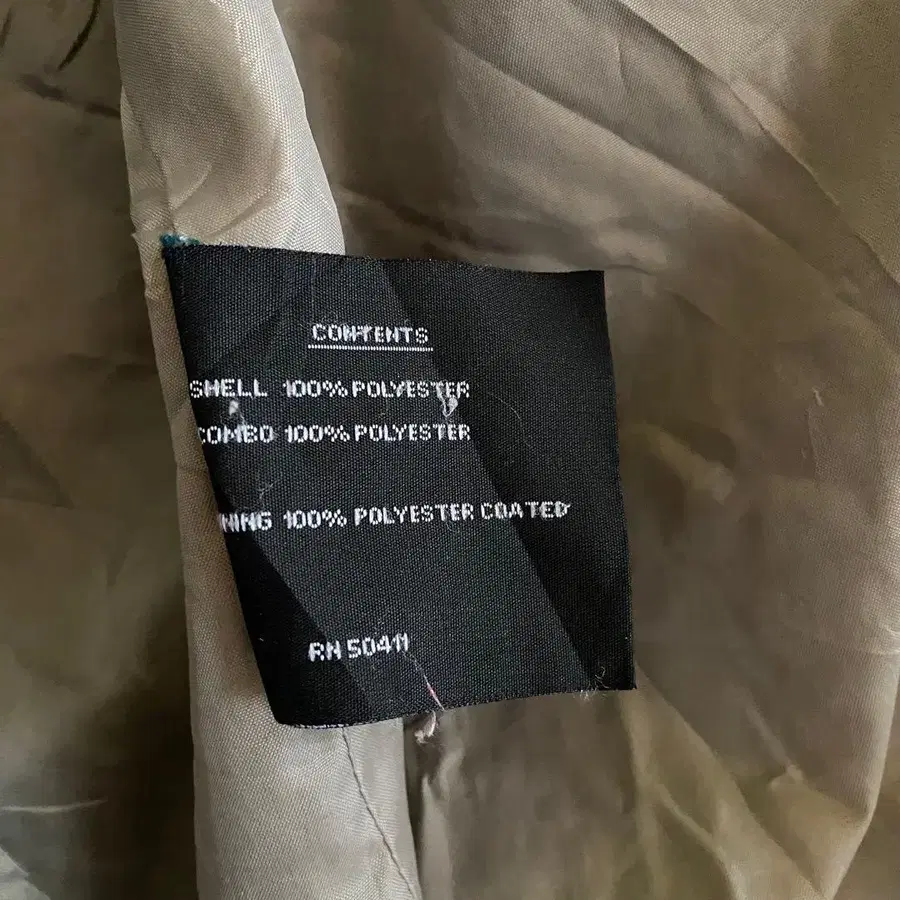 CONTENTS
SHELL 100% POLYESTER
COMBO 100% POLYESTER
NING 100% POLYESTER COATED
RN 50411